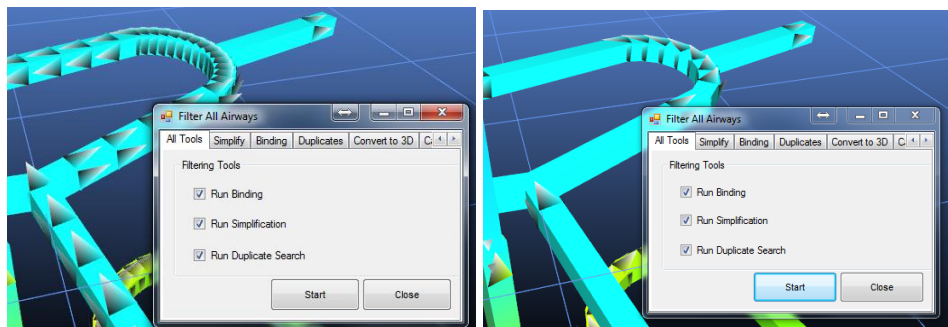 Filter All Airways
All Tools Simplify Binding Duplicates Convert to 3D
Filtering Tools
Run Binding
Run Simplification
Run Duplicate Search
Start Close
Filter All Airways
All Tools Simplify Binding Duplicates Convert to 3D
Filtering Tools
Run Binding
Run Simplification
Run Duplicate Search
Start Close